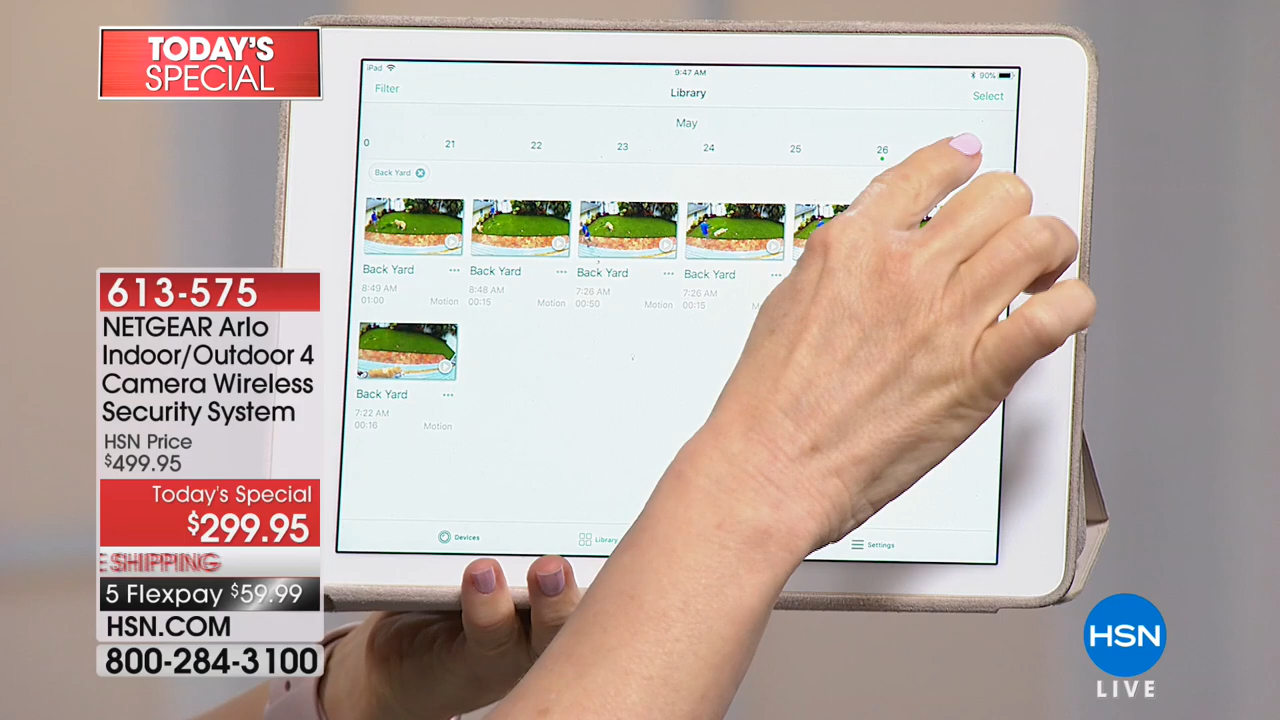 TODAY'S
SPECIAL
613-575
NETGEAR Arlo
Indoor/Outdoor 4
Camera Wireless
Security System
HSN Price
$499.95
Today's Special
$299.95
SHIPPING
5 Flexpay $59.99
HSN.COM
800-284-3100
iPad 9:47 AM 90%
Filter Library Select
May
0 21 22 23 24 25 26
Back Yard
Back Yard Back Yard Back Yard Back Yard
8:49 AM 8:48 AM 7:26 AM 7:26 AM
01:00 Motion 00:15 Motion 00:50 Motion 00:15
Back Yard
7:22 AM
00:16 Motion
Devices Library Settings
HSN
LIVE